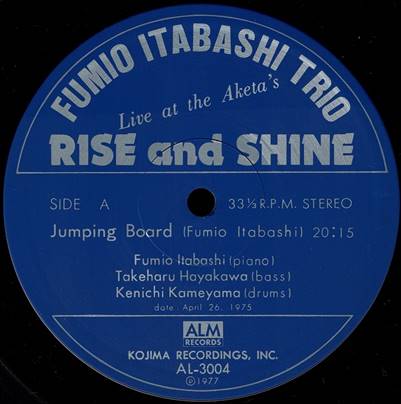 FUMIO ITABASHI TRIO
Live at the Aketa's
RISE and SHINE
SIDE A 33⅓ R.P.M. STEREO
Jumping Board (Fumio Itabashi) 20:15
Fumio Itabashi (piano)
Takeharu Hayakawa (bass)
Kenichi Kameyama (drums)
date: April 26. 1975
ALM
RECORDS
KOJIMA RECORDINGS, INC.
AL-3004
Ⓟ1977